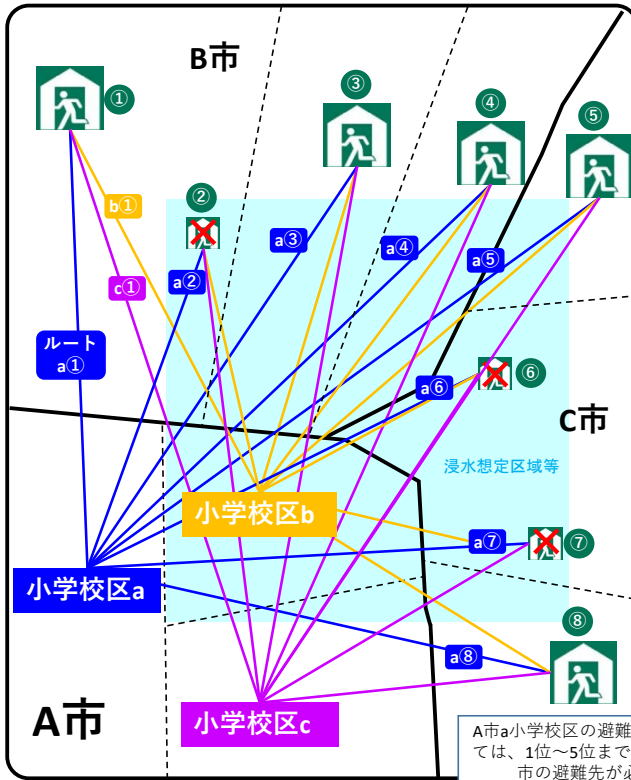 B市
①
③
④
⑤
b①
②
a③
a④
a⑤
a②
c①
ルート
a①
a⑥
⑥
C市
浸水想定区域等
小学校区b
a⑦
⑦
小学校区a
⑧
a⑧
A市
小学校区c
A市a小学校区の避難
ては、1位～5位まで
市の避難先が